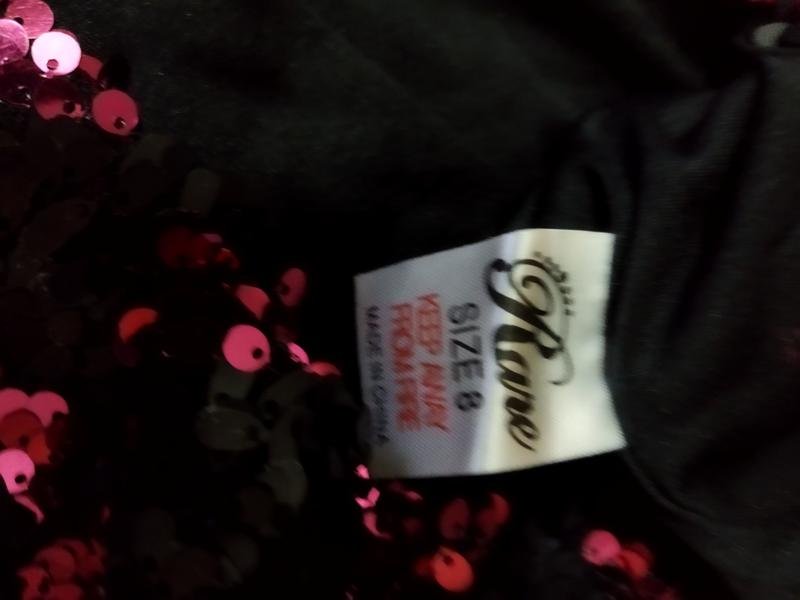 Rare
SIZE 8
KEEP AWAY
FROM FIRE
MADE IN CHINA